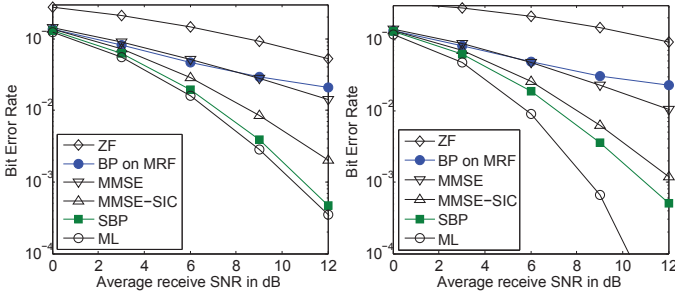 10⁻¹
10⁻²
10⁻³
10⁻⁴
Bit Error Rate
ZF
BP on MRF
MMSE
MMSE−SIC
SBP
ML
0 2 4 6 8 10 12
Average receive SNR in dB
10⁻¹
10⁻²
10⁻³
10⁻⁴
Bit Error Rate
ZF
BP on MRF
MMSE
MMSE−SIC
SBP
ML
0 2 4 6 8 10 12
Average receive SNR in dB